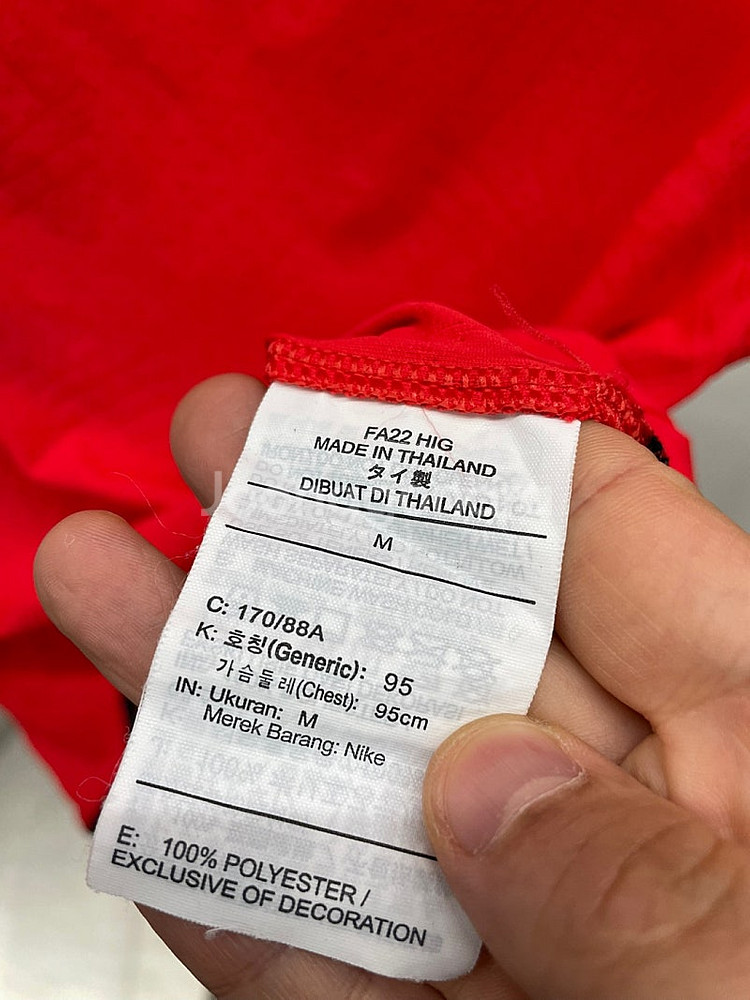 FA22 HIG
MADE IN THAILAND
タイ製
DIBUAT DI THAILAND
M
C: 170/88A
K: 호칭(Generic): 95
가슴둘레(Chest): 95cm
IN: Ukuran: M
Merek Barang: Nike
E: 100% POLYESTER /
EXCLUSIVE OF DECORATION